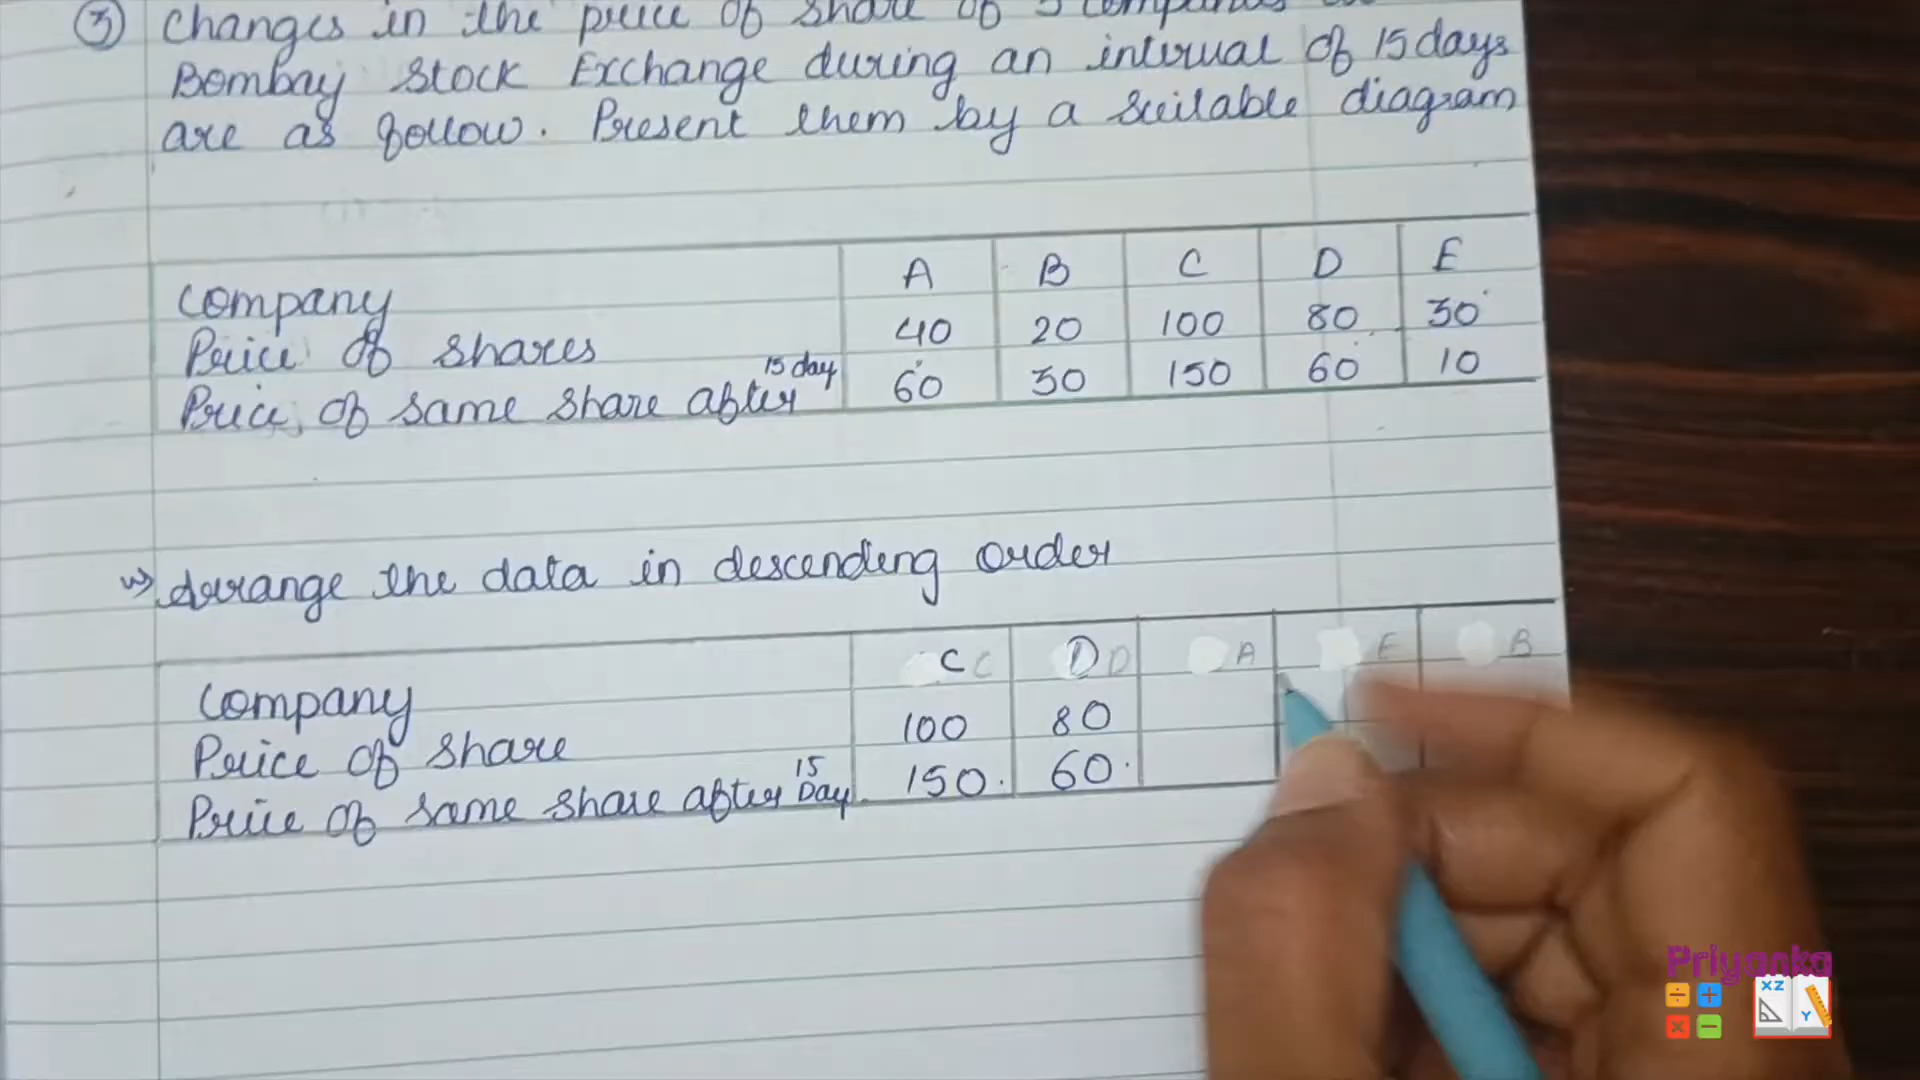 3 changes in the price of share of 5 companies
Bombay Stock Exchange during an interval of 15 days
are as follow. Present them by a suitable diagram
Company A B C D E
Price of shares 40 20 100 80 30
Price of same share after 15 day 60 30 150 60 10
Arrange the data in descending order
Company C C D D A E B
Price of share 100 80
Price of same share after 15 Day 150 60
Priyanka
XZ
Y